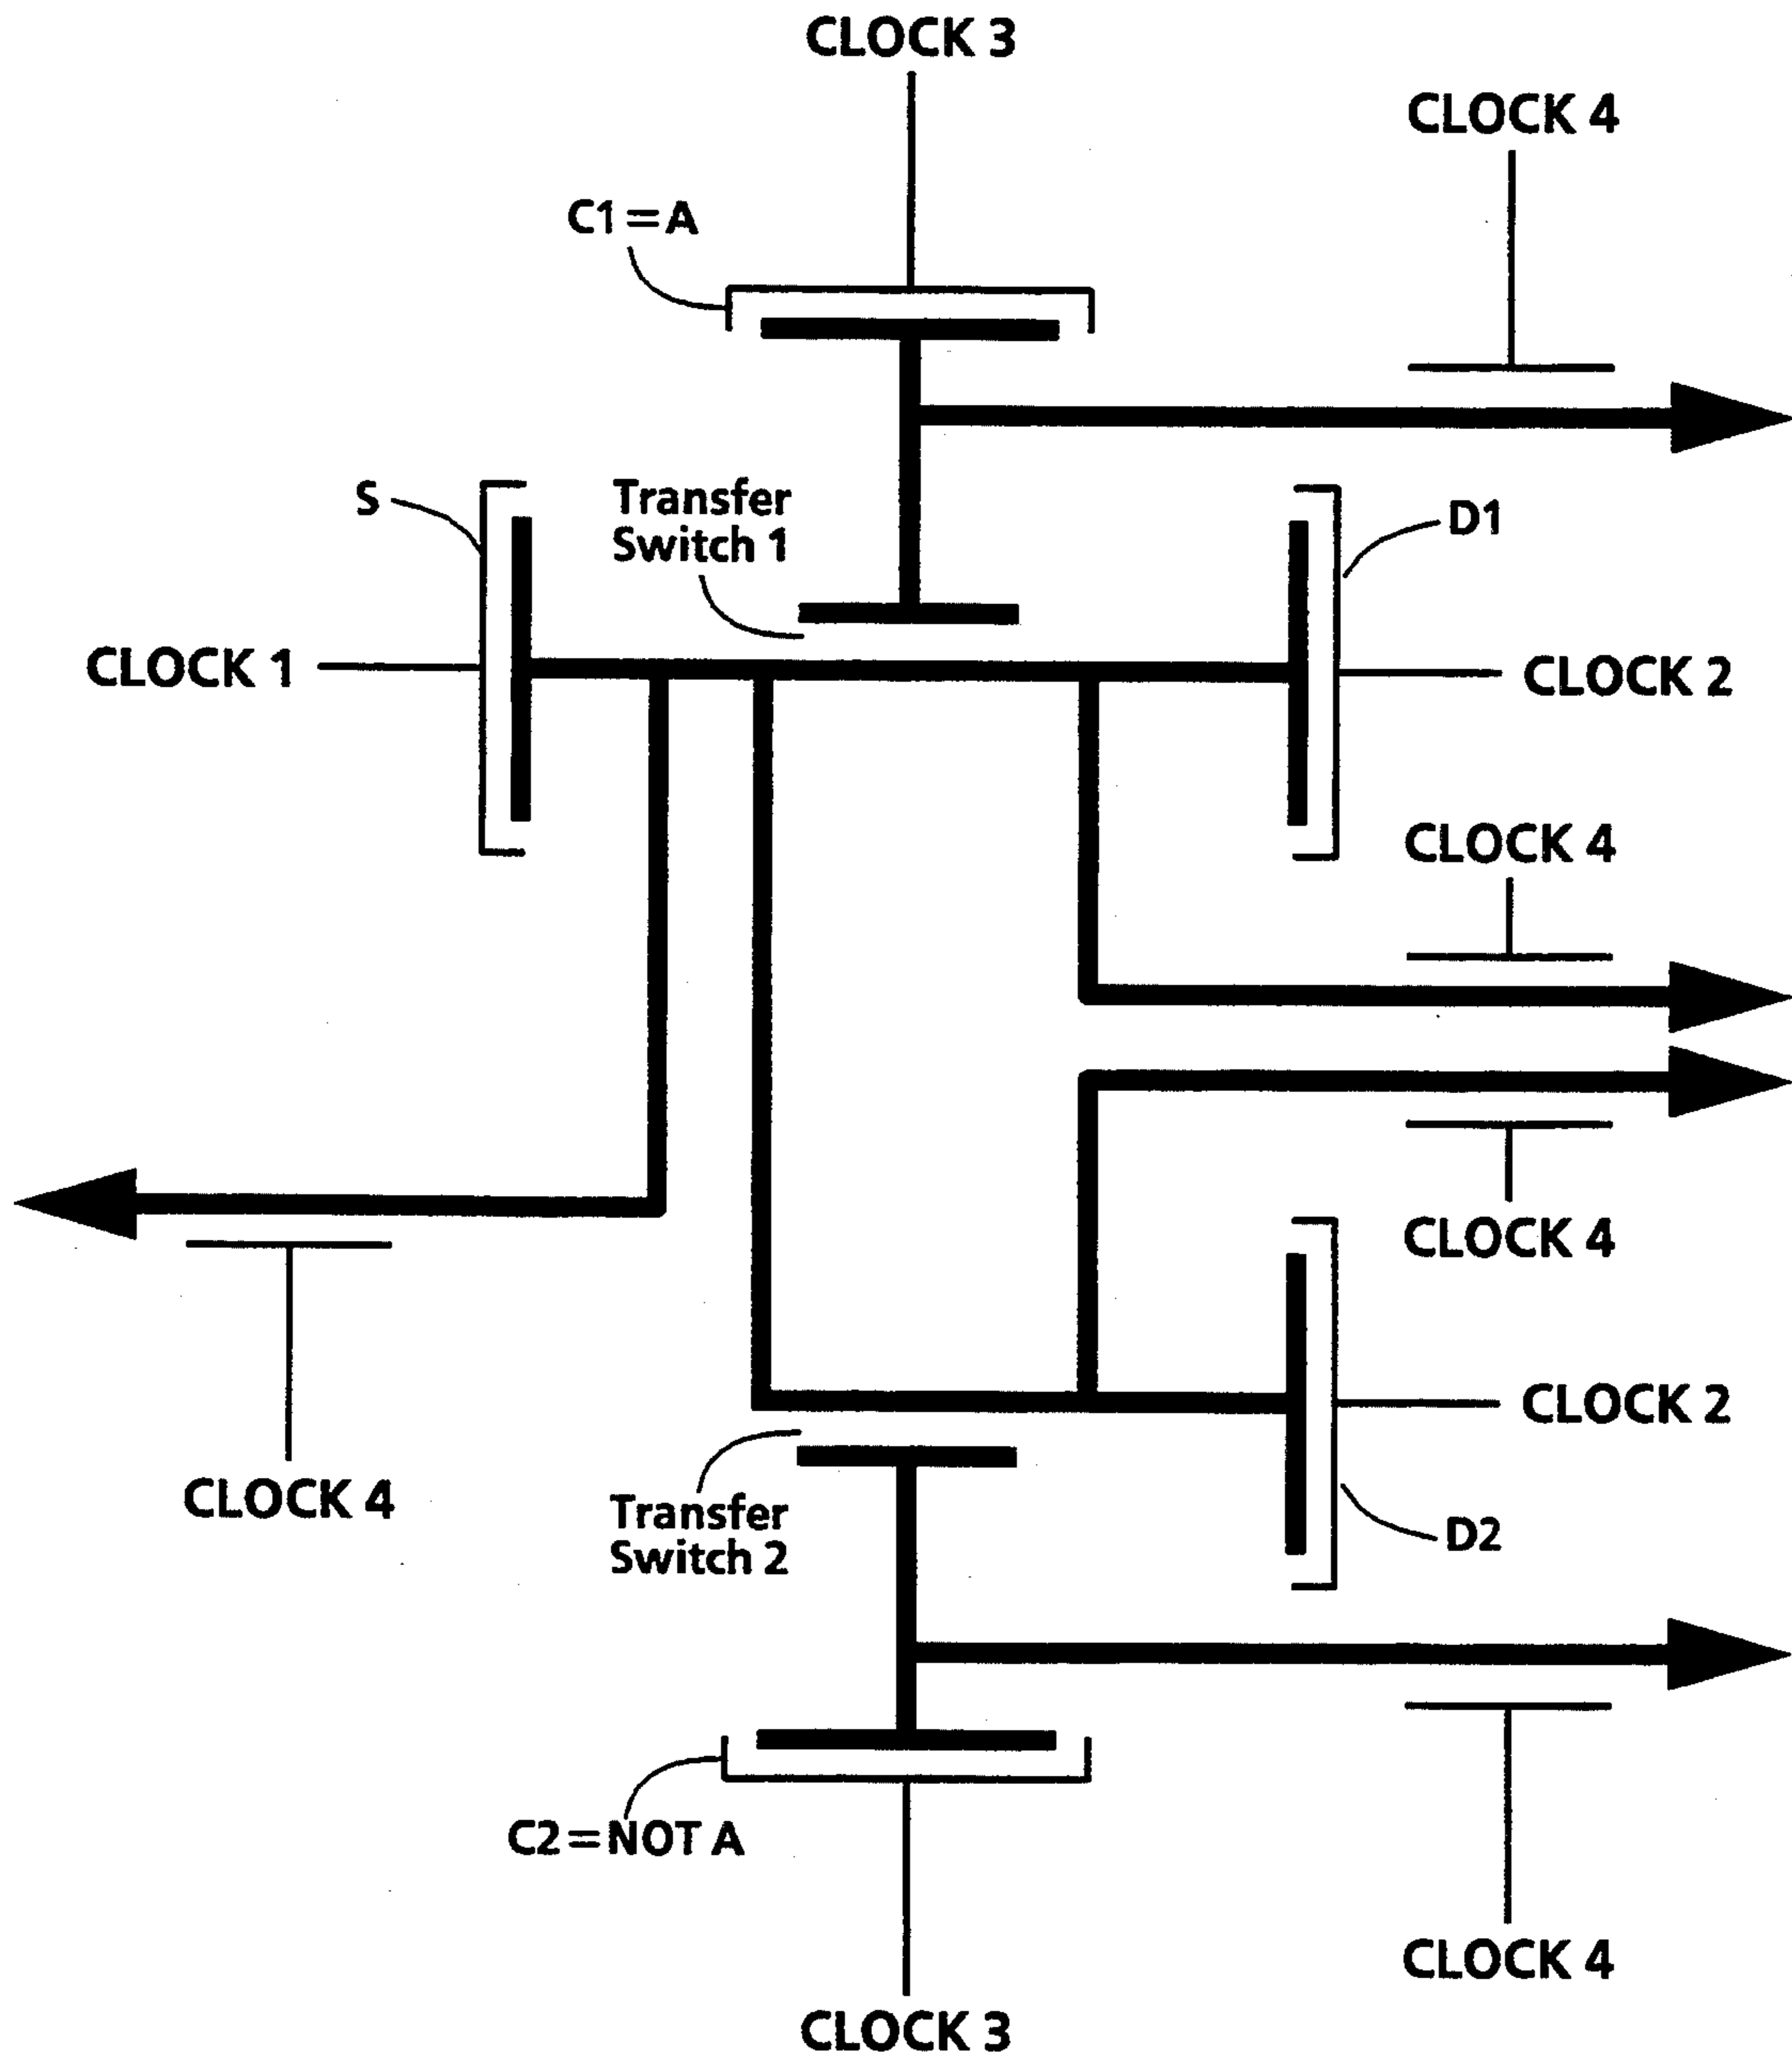 CLOCK 3
CLOCK 4
C1=A
S
Transfer
Switch 1
D1
CLOCK 1
CLOCK 2
CLOCK 4
CLOCK 4
CLOCK 2
CLOCK 4
Transfer
Switch 2
D2
C2=NOT A
CLOCK 4
CLOCK 3